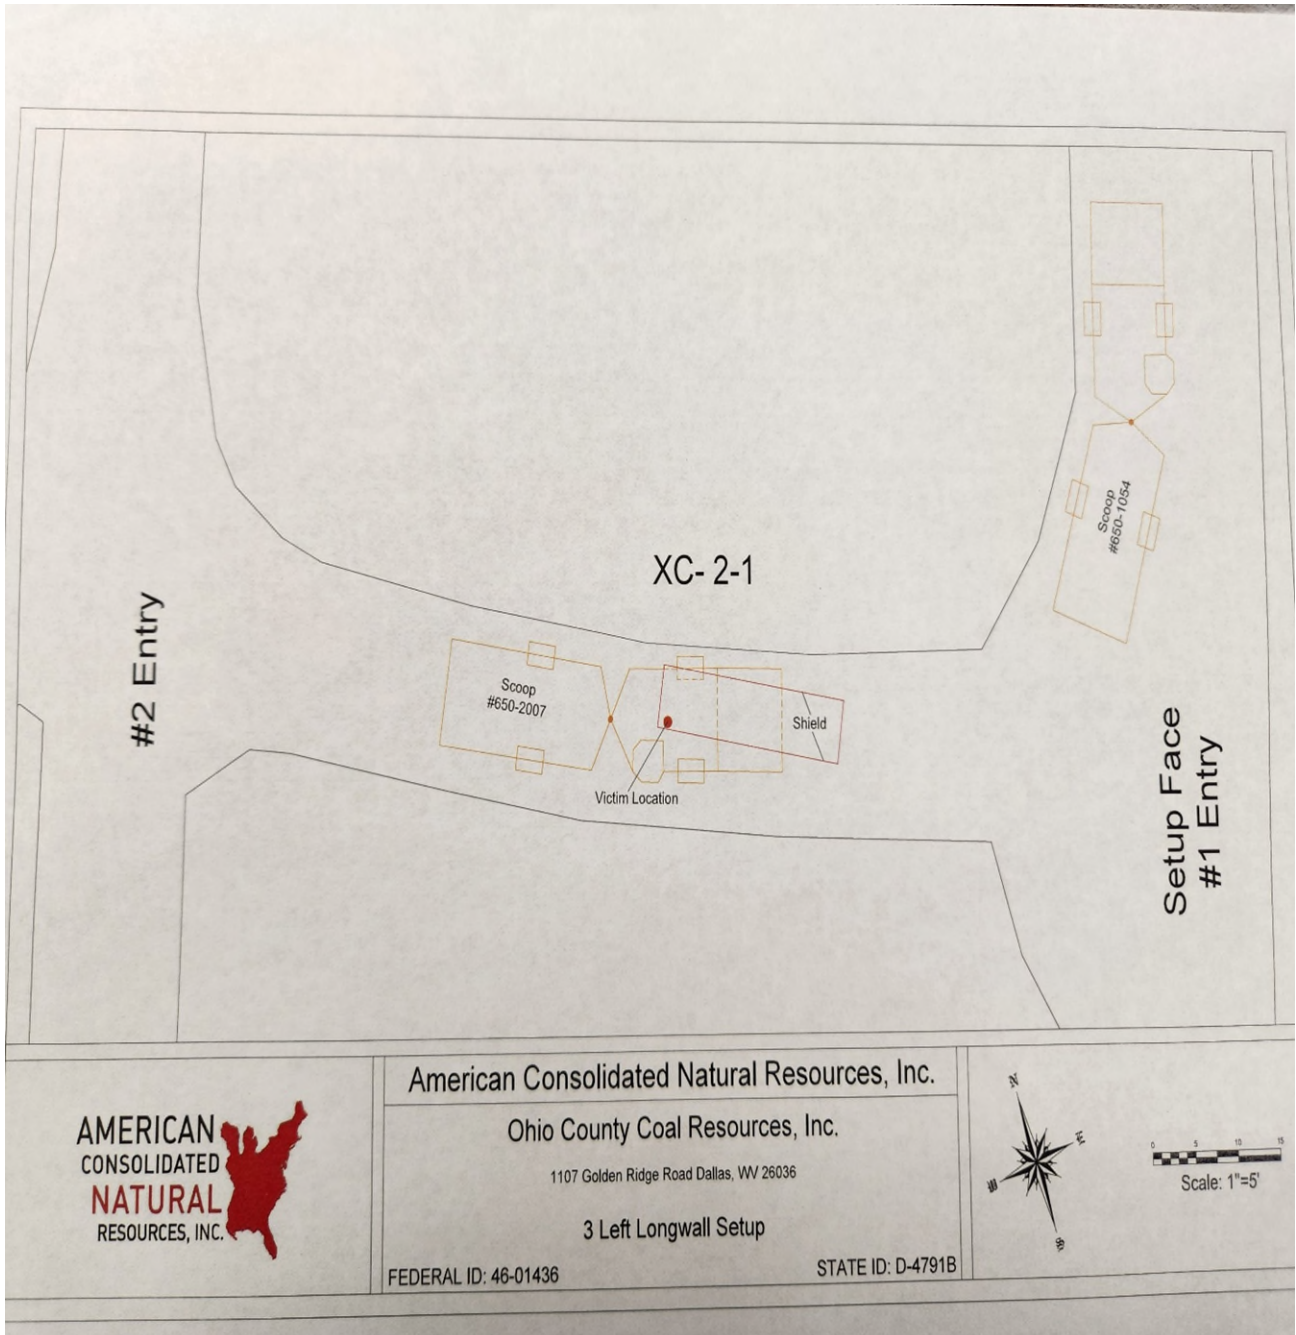 XC- 2-1
#2 Entry
Scoop
#650-2007
Shield
Victim Location
Scoop
#650-1054
Setup Face
#1 Entry
AMERICAN
CONSOLIDATED
NATURAL
RESOURCES, INC.
American Consolidated Natural Resources, Inc.
Ohio County Coal Resources, Inc.
1107 Golden Ridge Road Dallas, WV 26036
3 Left Longwall Setup
FEDERAL ID: 46-01436
STATE ID: D-4791B
N
E
W
S
0 5 10 15
Scale: 1"=5'